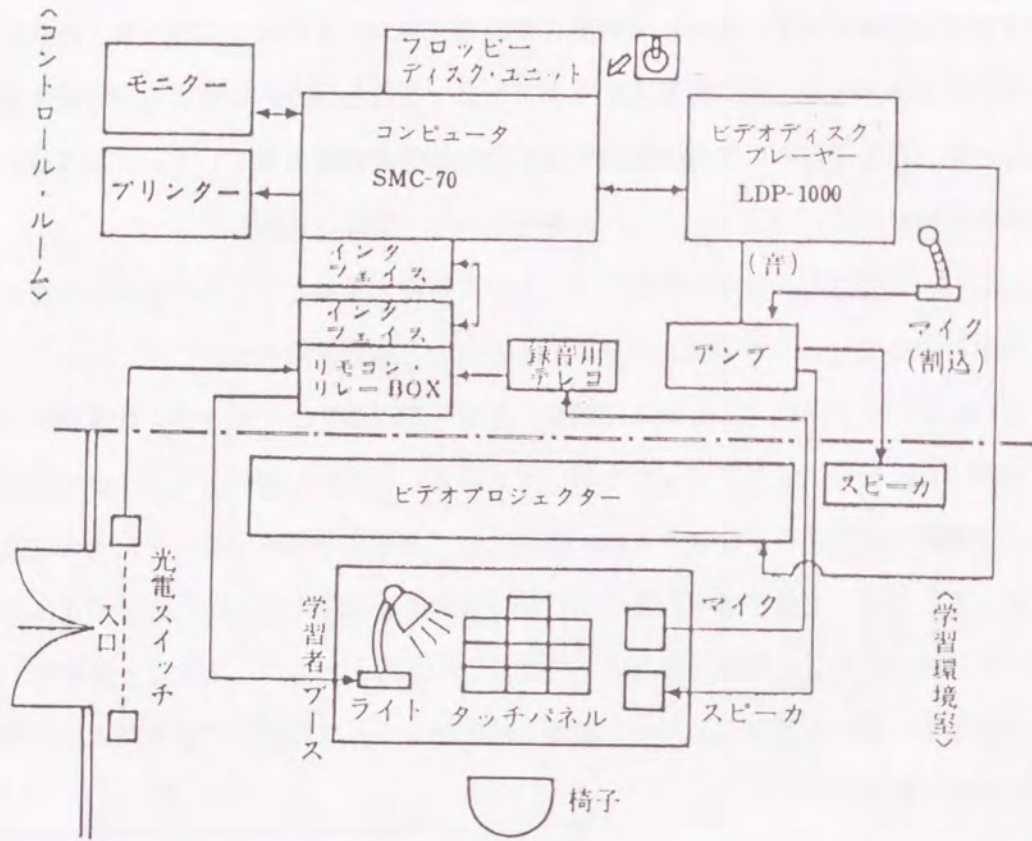 〈コントロール・ルーム〉
フロッピー
ディスク・ユニット
モニター
コンピュータ
SMC-70
ビデオディスク
プレーヤ
LDP-1000
プリンター
インタ
フェイス
(音)
インタ
フェイス
マイク
(割込)
アンプ
録音用
テレコ
リモコン・
リレーBOX
ビデオプロジェクター
スピーカ
光電スイッチ
入口
学習者ブース
マイク
〈学習環境室〉
ライト
タッチパネル
スピーカ
椅子